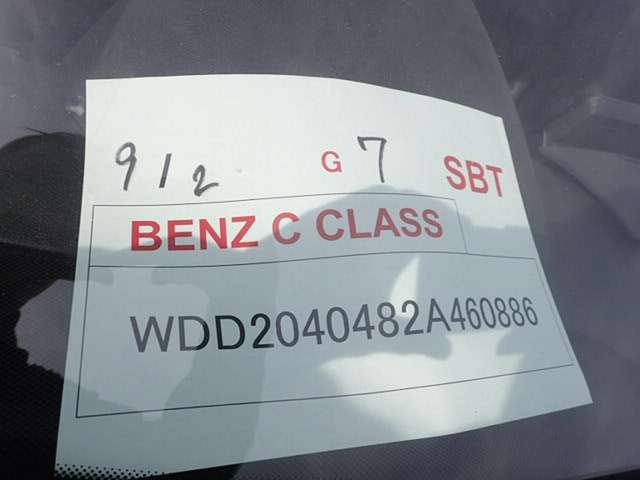 912 G 7 SBT
BENZ C CLASS
WDD2040482A460886